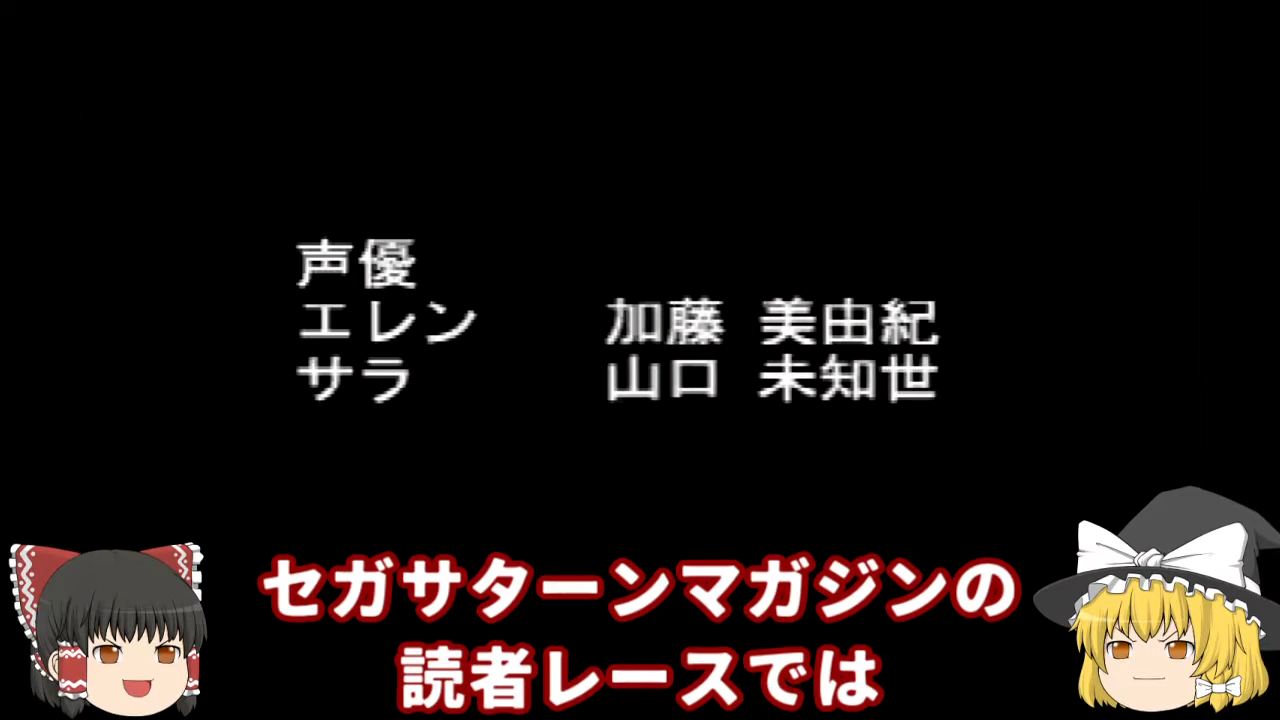 声優
エレン 加藤 美由紀
サラ 山口 未知世
セガサターンマガジンの
読者レースでは